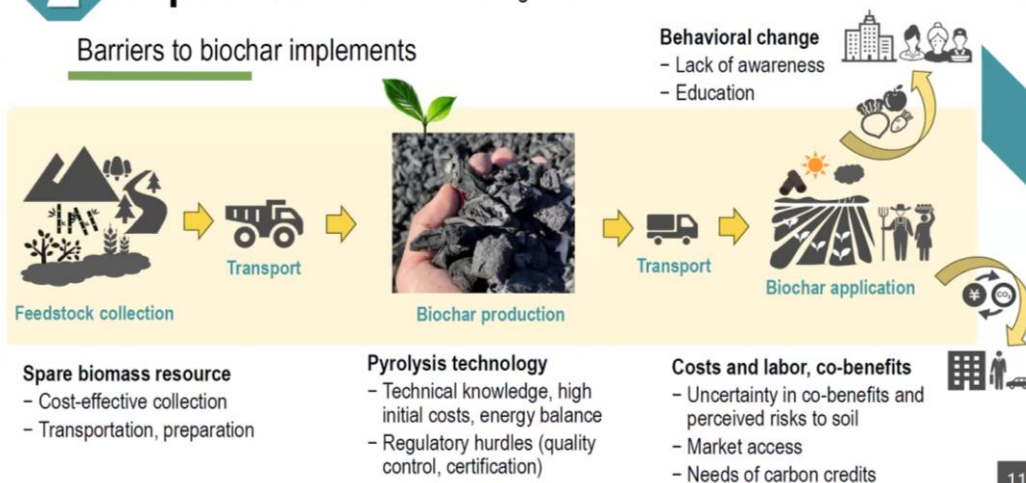 Barriers to biochar implements
Behavioral change
– Lack of awareness
– Education
Transport
Transport
Feedstock collection
Biochar production
Biochar application
¥ CO₂
Spare biomass resource
– Cost-effective collection
– Transportation, preparation
Pyrolysis technology
– Technical knowledge, high
initial costs, energy balance
– Regulatory hurdles (quality
control, certification)
Costs and labor, co-benefits
– Uncertainty in co-benefits and
perceived risks to soil
– Market access
– Needs of carbon credits
11